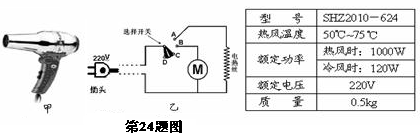 选择开关
A
B
C
D
220V
插头
M
电热丝
甲
乙
型 号 SHZ2010－624
热风温度 50℃~75℃
额定功率 热风时：1000W
冷风时：120W
额定电压 220V
质 量 0.5kg
第24题图